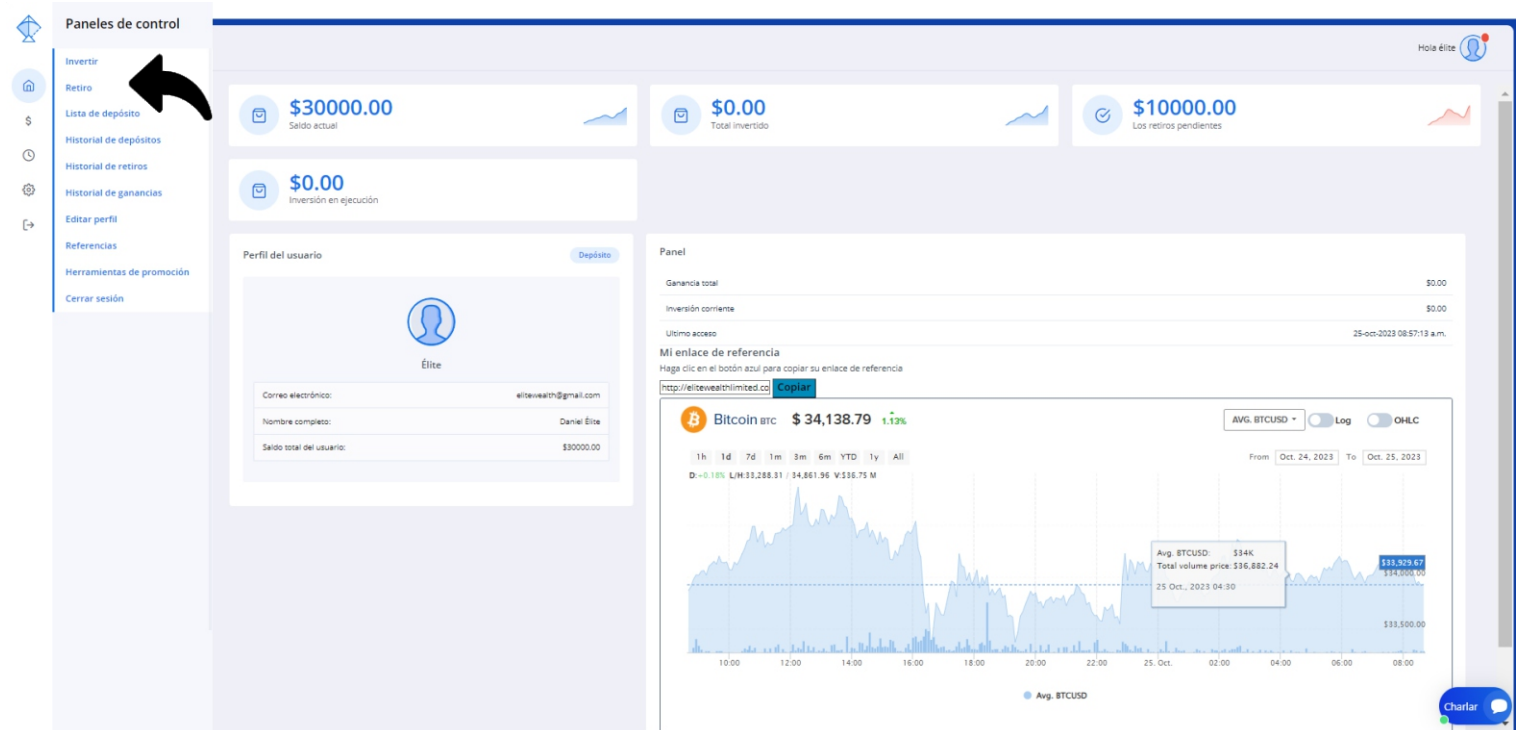 Paneles de control
Invertir
Retiro
Lista de depósito
Historial de depósitos
Historial de retiros
Historial de ganancias
Editar perfil
Referencias
Herramientas de promoción
Cerrar sesión
Hola élite
$30000.00
Saldo actual
$0.00
Total invertido
$10000.00
Los retiros pendientes
$0.00
Inversión en ejecución
Perfil del usuario
Depósito
Élite
Correo electrónico: elitewealth@gmail.com
Nombre completo: Daniel Élite
Saldo total del usuario: $30000.00
Panel
Ganancia total $0.00
Inversión corriente $0.00
Ultimo acceso 25-oct-2023 08:57:13 a.m.
Mi enlace de referencia
Haga clic en el botón azul para copiar su enlace de referencia
http://elitewealthlimited.co Copiar
Bitcoin BTC $ 34,138.79 1.13% AVG. BTCUSD Log OHLC
1h 1d 7d 1m 3m 6m YTD 1y All From Oct. 24, 2023 To Oct. 25, 2023
D:+0.18% L/H:33,288.31 / 34,861.96 V:$36.75 M
Avg. BTCUSD: $34K
Total volume price: $36,882.24
25 Oct., 2023 04:30
$33,929.67
$34,000.00
$33,500.00
10:00 12:00 14:00 16:00 18:00 20:00 22:00 25. Oct. 02:00 04:00 06:00 08:00
Avg. BTCUSD
Charlar